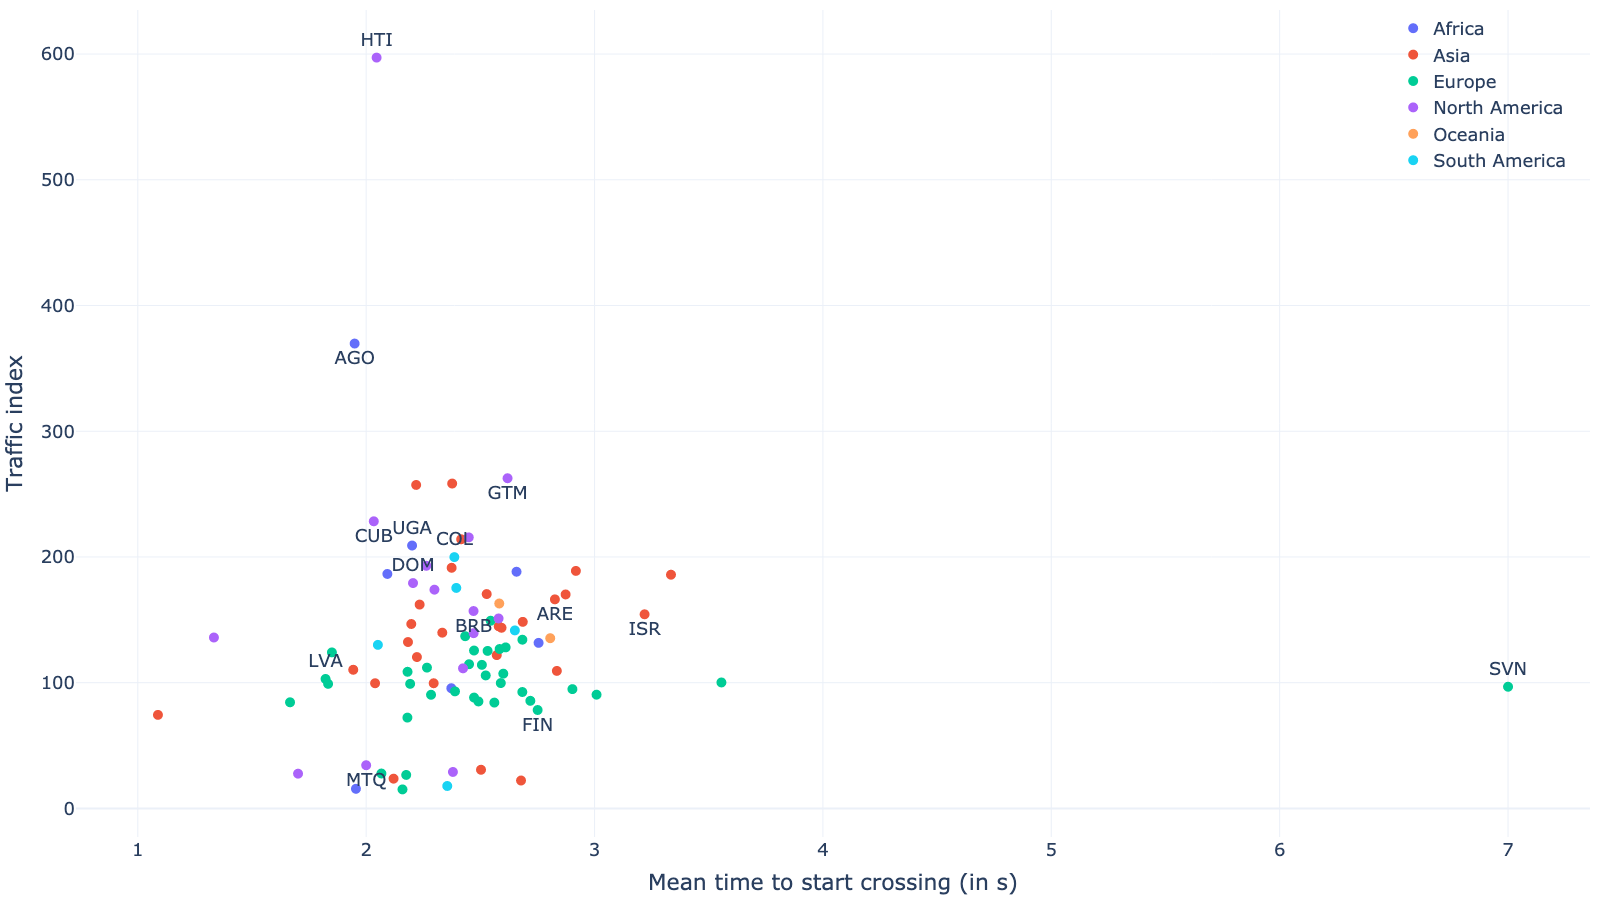 HTI
600
500
400
300
200
100
0
Traffic index
AGO
GTM
CUB
UGA
COL
DOM
ARE
BRB
ISR
LVA
SVN
FIN
MTQ
1
2
3
4
5
6
7
Mean time to start crossing (in s)
Africa
Asia
Europe
North America
Oceania
South America